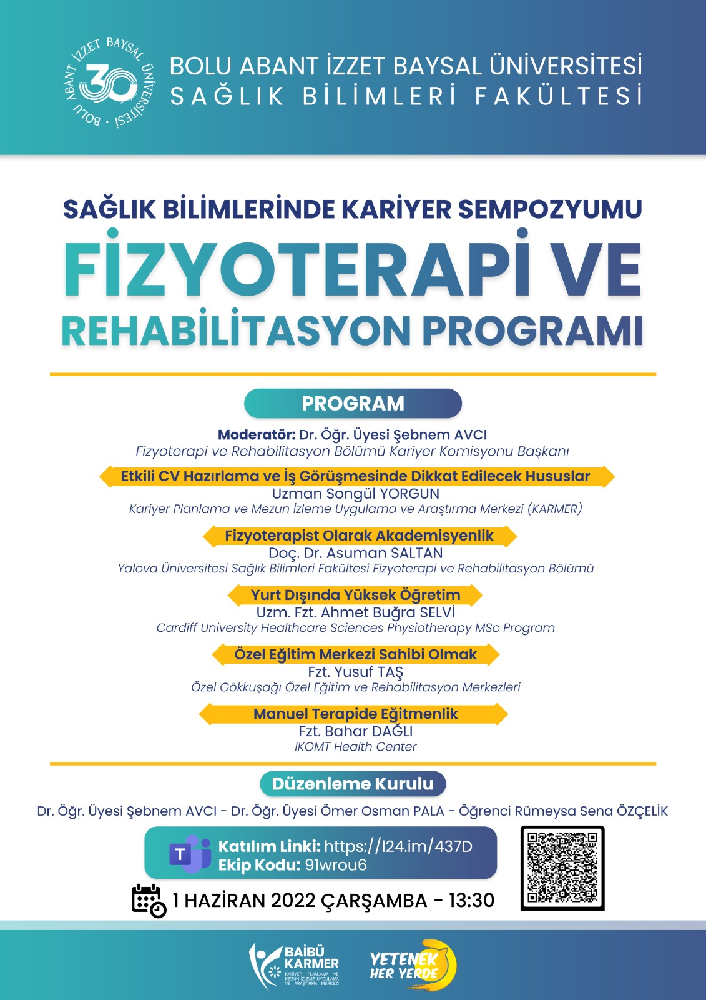 BOLU ABANT İZZET BAYSAL ÜNİVERSİTESİ
1992
30
BOLU ABANT İZZET BAYSAL ÜNİVERSİTESİ
SAĞLIK BİLİMLERİ FAKÜLTESİ
SAĞLIK BİLİMLERİNDE KARİYER SEMPOZYUMU
FİZYOTERAPİ VE
REHABİLİTASYON PROGRAMI
PROGRAM
Moderatör: Dr. Öğr. Üyesi Şebnem AVCI
Fizyoterapi ve Rehabilitasyon Bölümü Kariyer Komisyonu Başkanı
Etkili CV Hazırlama ve İş Görüşmesinde Dikkat Edilecek Hususlar
Uzman Songül YORGUN
Kariyer Planlama ve Mezun İzleme Uygulama ve Araştırma Merkezi (KARMER)
Fizyoterapist Olarak Akademisyenlik
Doç. Dr. Asuman SALTAN
Yalova Üniversitesi Sağlık Bilimleri Fakültesi Fizyoterapi ve Rehabilitasyon Bölümü
Yurt Dışında Yüksek Öğretim
Uzm. Fzt. Ahmet Buğra SELVİ
Cardiff University Healthcare Sciences Physiotherapy MSc Program
Özel Eğitim Merkezi Sahibi Olmak
Fzt. Yusuf TAŞ
Özel Gökkuşağı Özel Eğitim ve Rehabilitasyon Merkezleri
Manuel Terapide Eğitmenlik
Fzt. Bahar DAĞLI
IKOMT Health Center
Düzenleme Kurulu
Dr. Öğr. Üyesi Şebnem AVCI - Dr. Öğr. Üyesi Ömer Osman PALA - Öğrenci Rümeysa Sena ÖZÇELİK
T
Katılım Linki: https://l24.im/437D
Ekip Kodu: 91wrou6
1 HAZİRAN 2022 ÇARŞAMBA - 13:30
BAİBÜ
KARMER
KARİYER PLANLAMA VE
MEZUN İZLEME UYGULAMA
VE ARAŞTIRMA MERKEZİ
YETENEK
HER YERDE